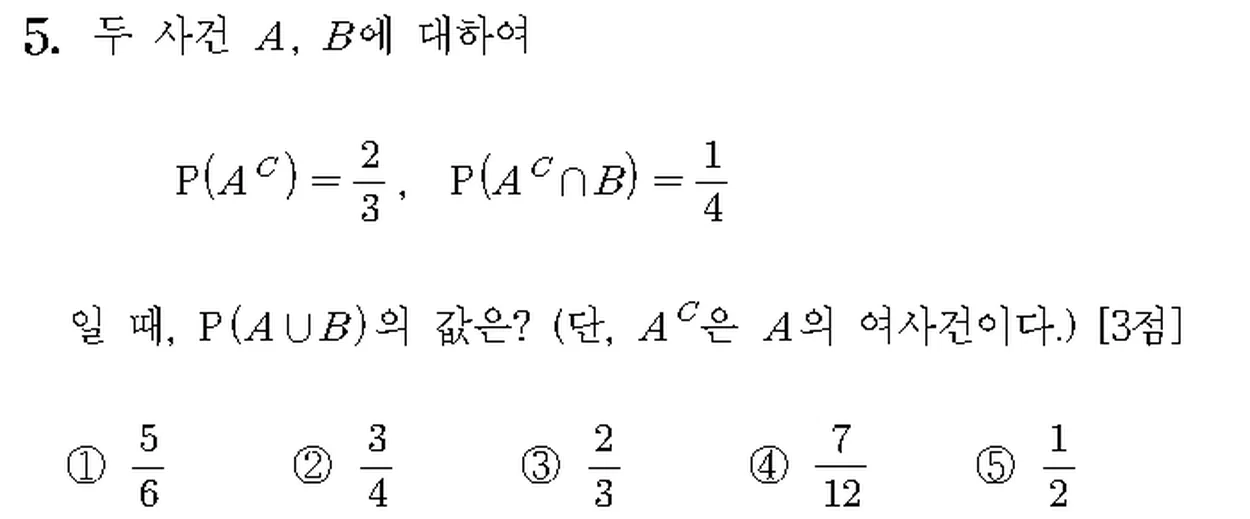 5. 두 사건 A, B에 대하여
P(A^C) = 2/3, P(A^C∩B) = 1/4
일 때, P(A∪B)의 값은? (단, A^C은 A의 여사건이다.) [3점]
① 5/6 ② 3/4 ③ 2/3 ④ 7/12 ⑤ 1/2